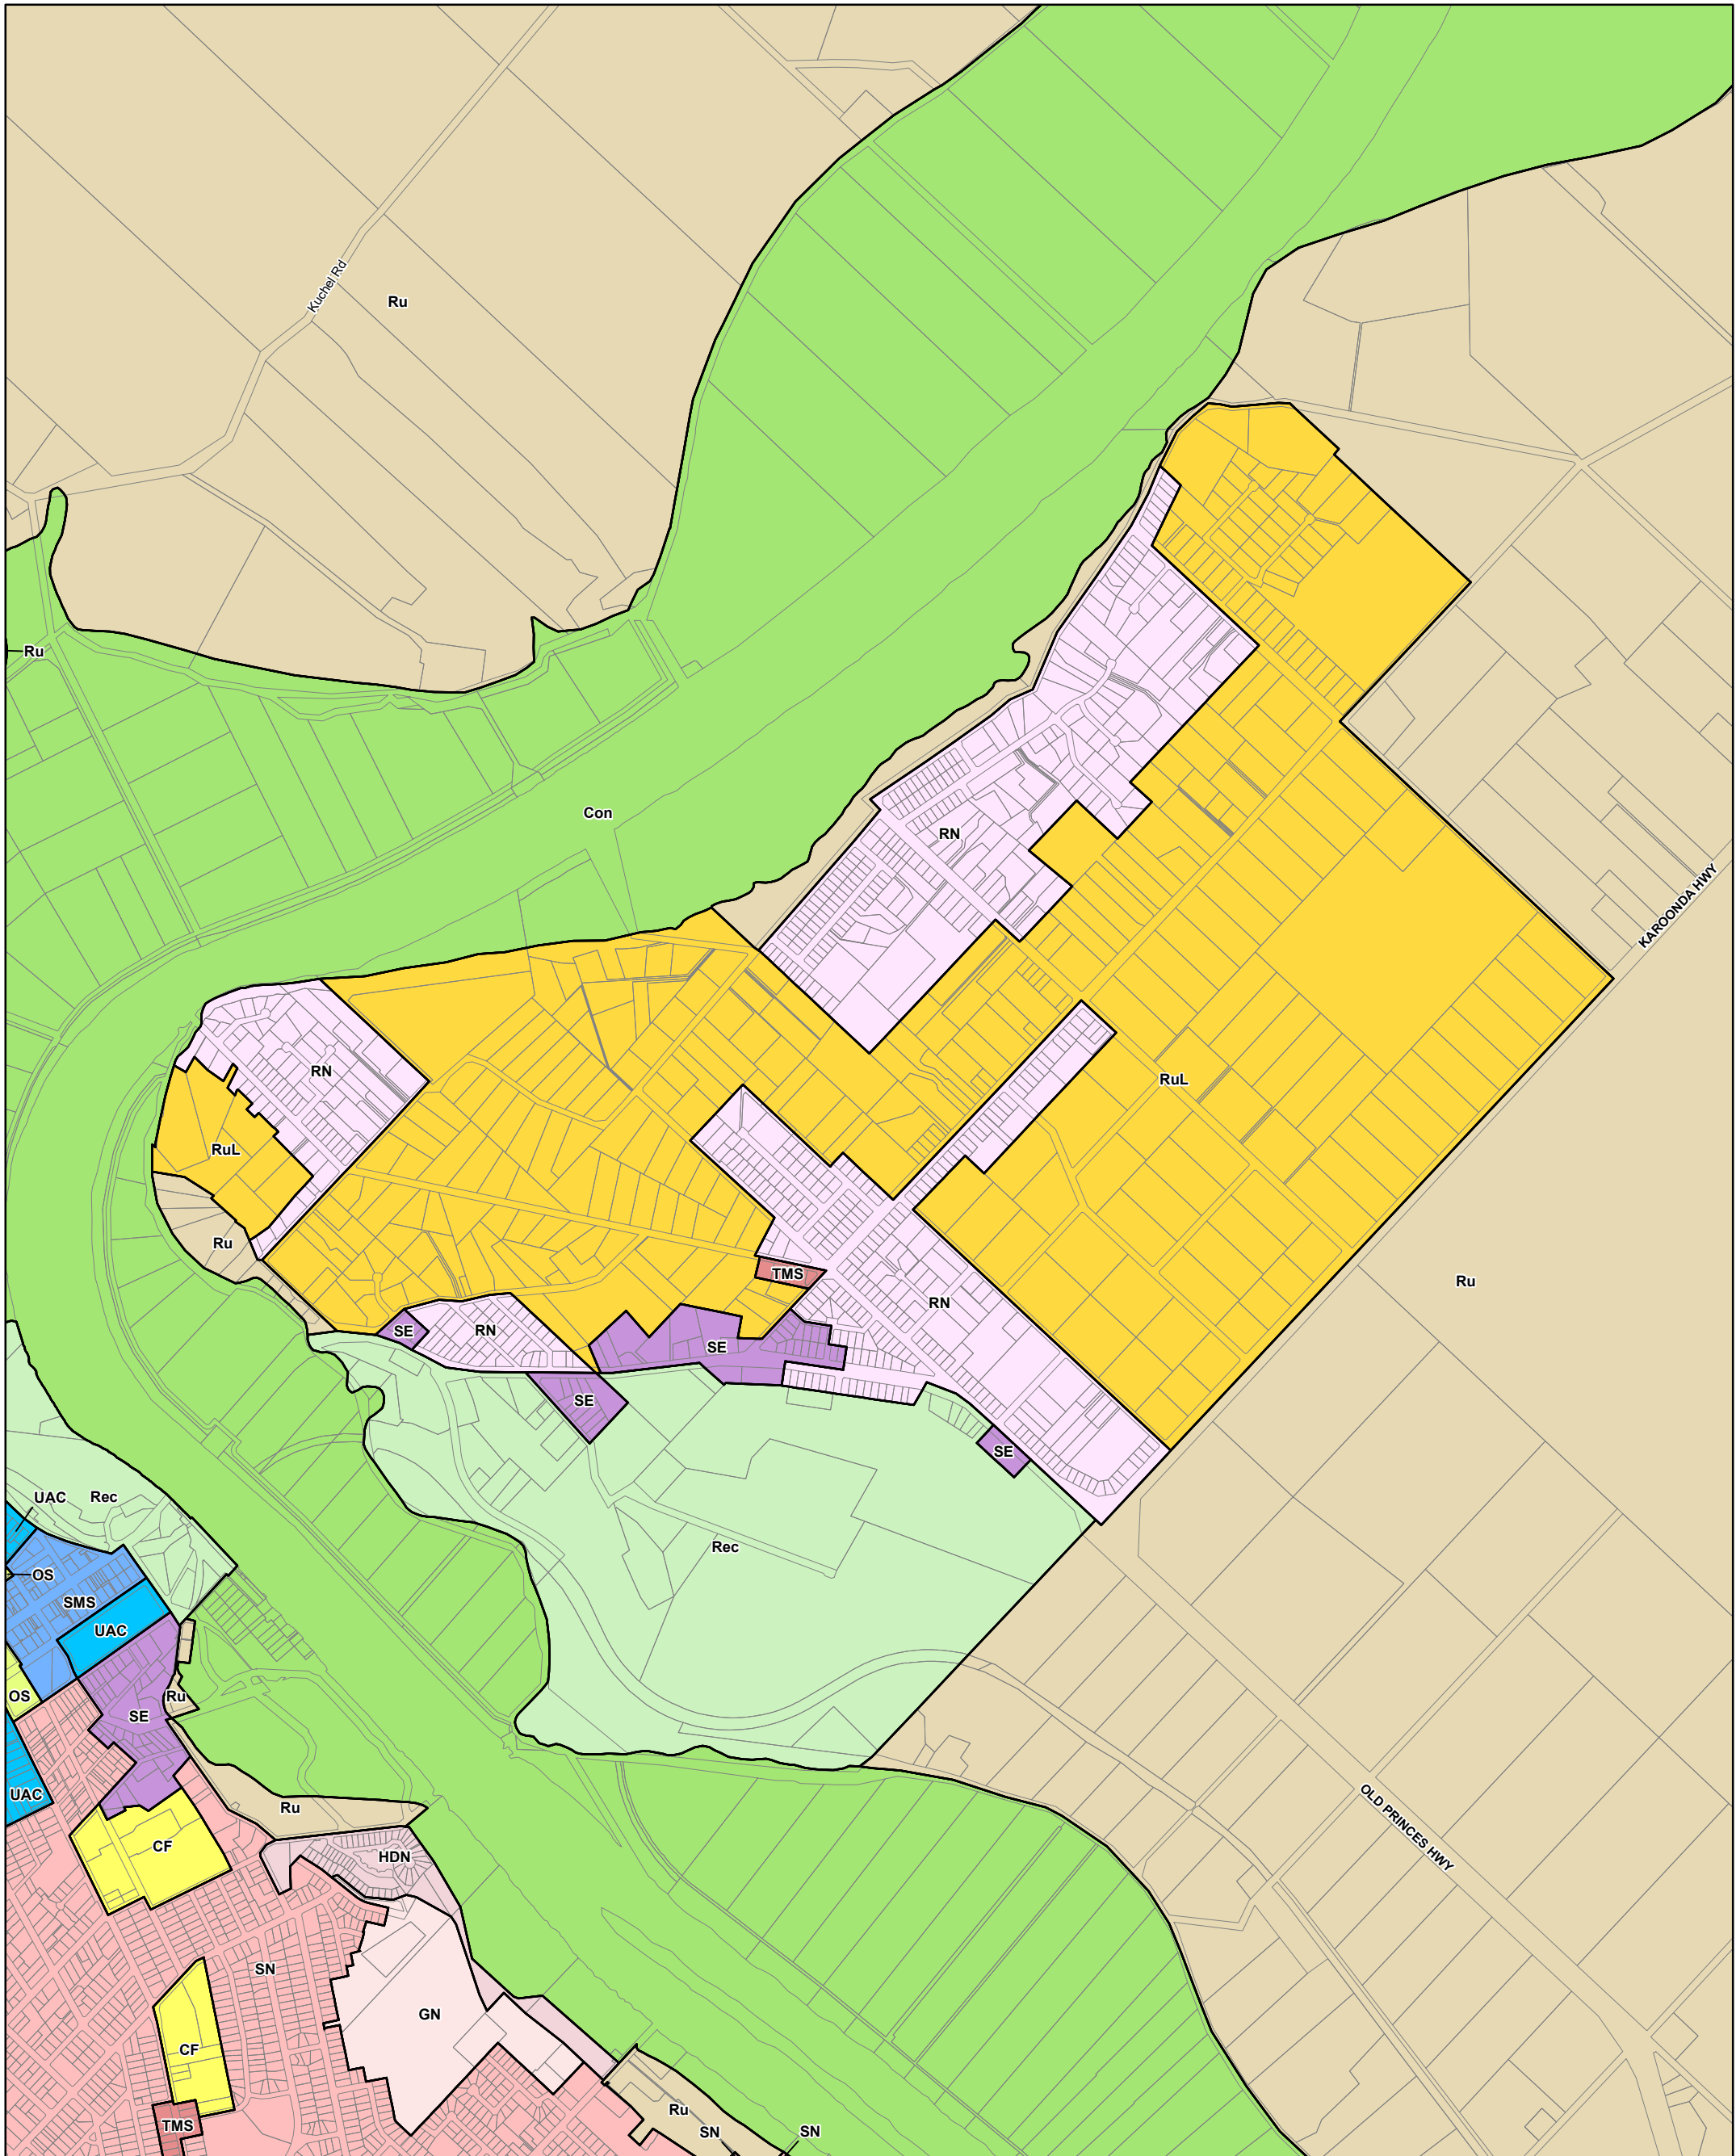 Kuchel Rd
Ru
Ru
Con
RN
KAROONDA HWY
RN
RuL
RuL
Ru
TMS
Ru
RN
SE
RN
SE
SE
SE
UAC
Rec
Rec
OS
SMS
UAC
OS
Ru
SE
UAC
Ru
OLD PRINCES HWY
CF
HDN
SN
GN
CF
Ru
TMS
SN
SN